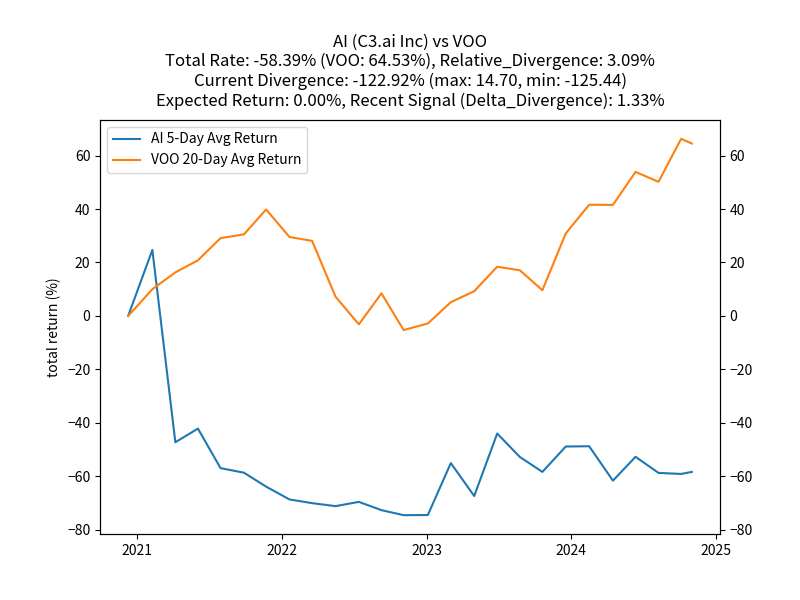 AI (C3.ai Inc) vs VOO
Total Rate: -58.39% (VOO: 64.53%), Relative_Divergence: 3.09%
Current Divergence: -122.92% (max: 14.70, min: -125.44)
Expected Return: 0.00%, Recent Signal (Delta_Divergence): 1.33%
AI 5-Day Avg Return
VOO 20-Day Avg Return
60 60
40 40
20 20
0 0
−20 −20
−40 −40
−60 −60
−80 −80
total return (%)
2021 2022 2023 2024 2025